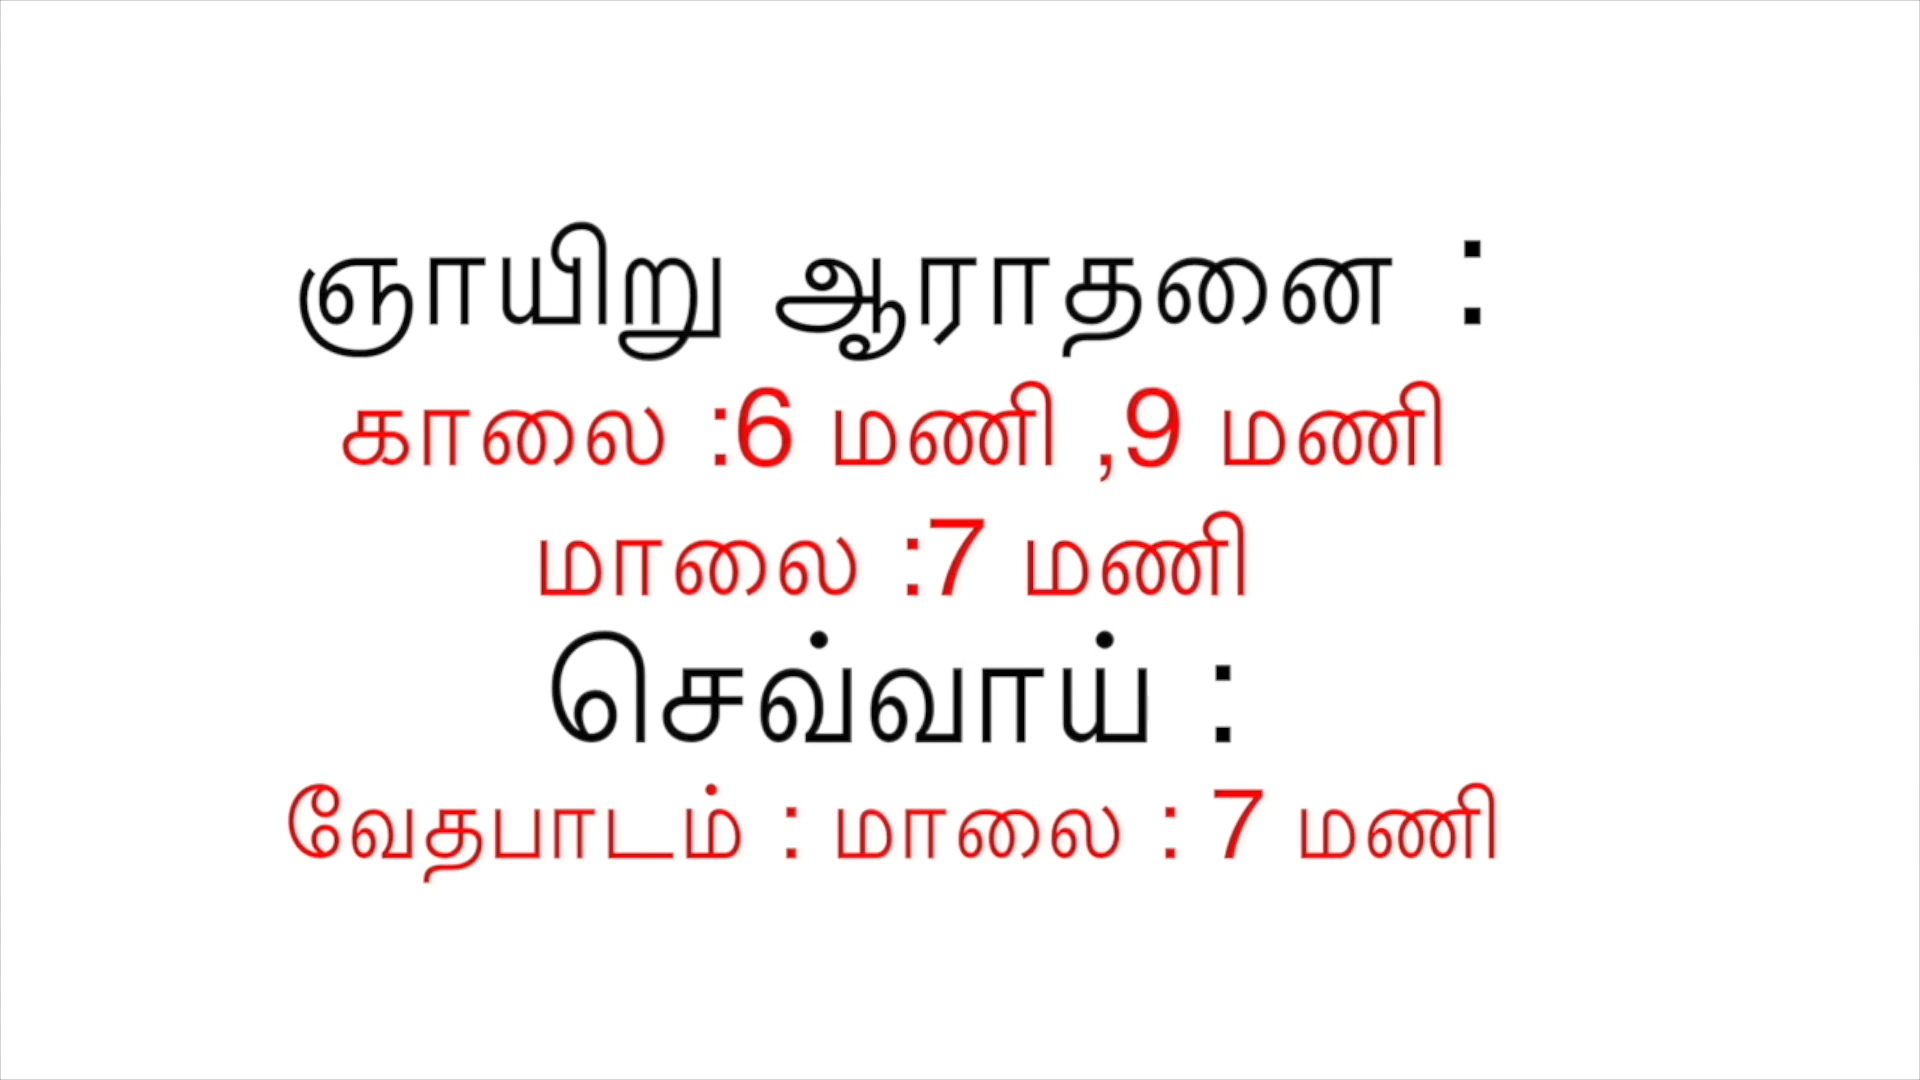 ஞாயிறு ஆராதனை :
காலை :6 மணி ,9 மணி
மாலை :7 மணி
செவ்வாய் :
வேதபாடம் : மாலை : 7 மணி